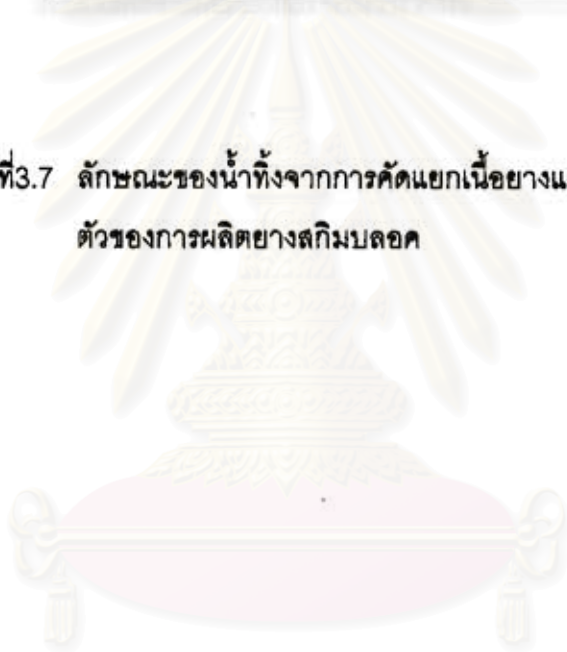 ที่3.7 ลักษณะของน้ำทิ้งจากการคัดแยกเนื้อยางแ
ตัวของการผลิตยางสกิมบลอค